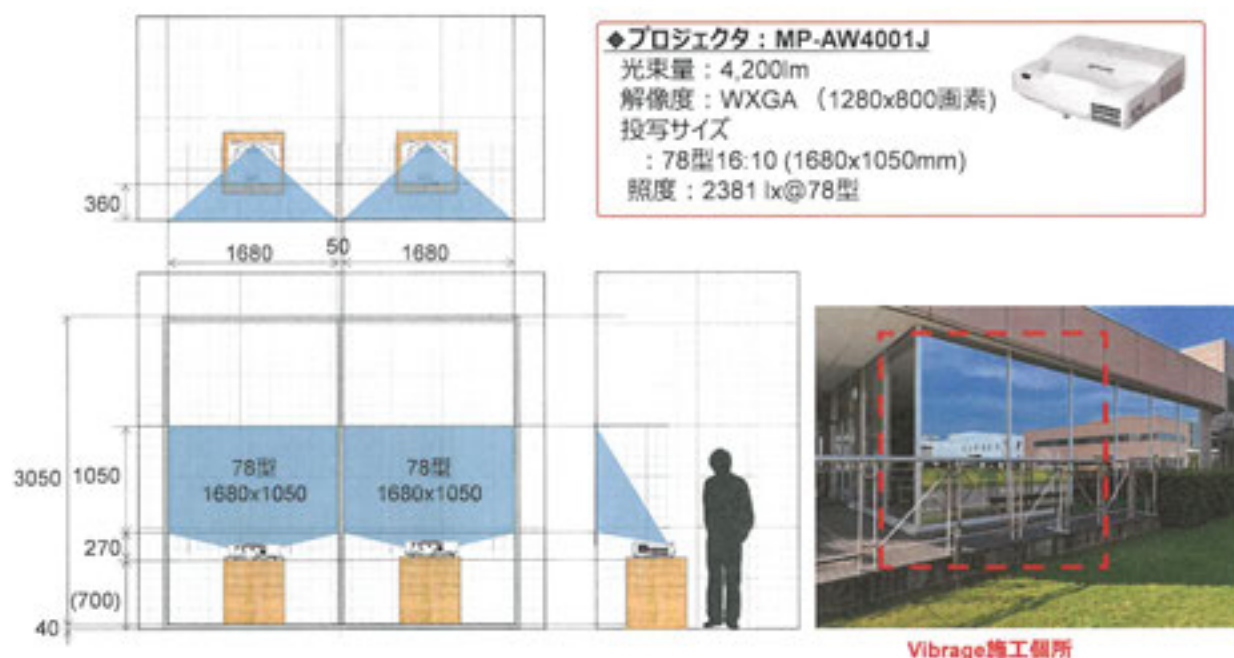 ◆プロジェクタ：MP-AW4001J
光束量：4,200lm
解像度：WXGA （1280x800画素)
投写サイズ
：78型16:10 (1680x1050mm)
照度：2381 lx@78型
360
50
1680
1680
3050
1050
78型
1680x1050
78型
1680x1050
270
(700)
40
Vibrage施工個所